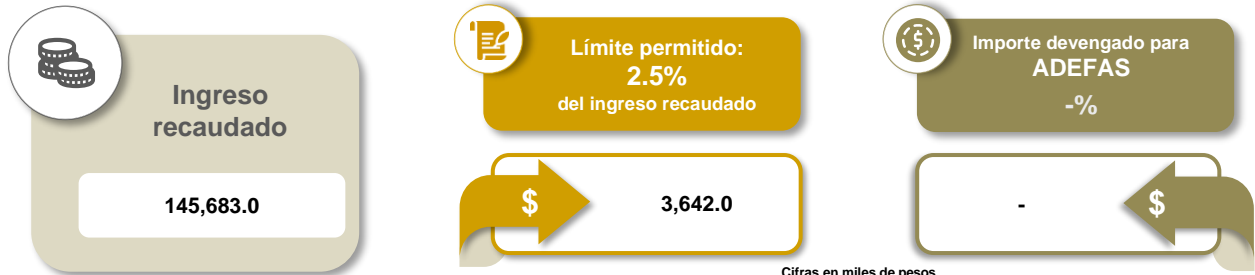 Ingreso
recaudado
145,683.0
Límite permitido:
2.5%
del ingreso recaudado
$
3,642.0
Importe devengado para
ADEFAS
-%
-
$
Cifras en miles de pesos